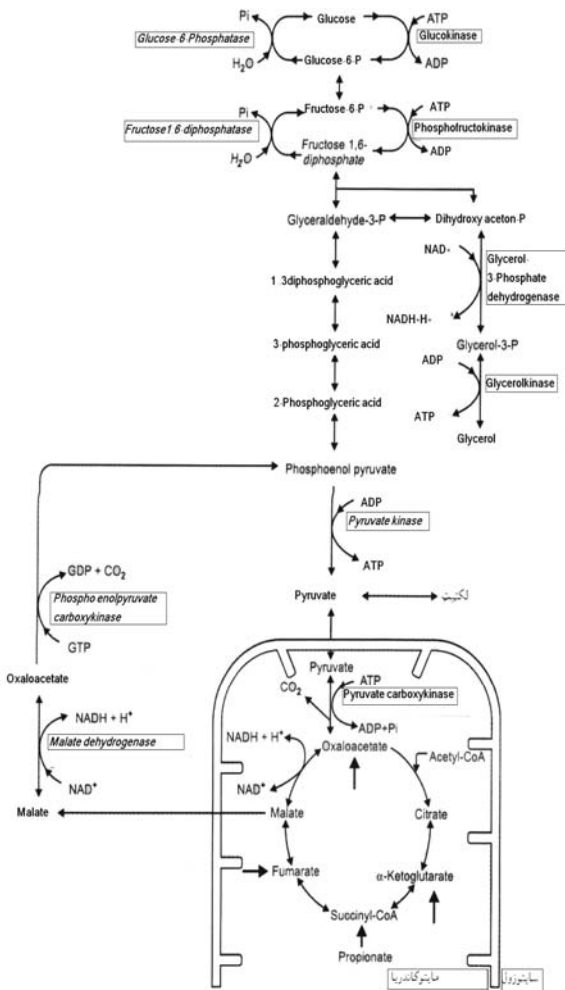 Pi
Glucose
ATP
Glucose-6-Phosphatase
Glucokinase
H₂O
Glucose-6-P
ADP
Pi
Fructose-6-P
ATP
Fructose1 6-diphosphatase
Phosphofructokinase
H₂O
Fructose 1,6-
diphosphate
ADP
Glyceraldehyde-3-P
Dihydroxy aceton-P
NAD-
Glycerol-
3-Phosphate
dehydrogenase
1 3diphosphoglyceric acid
NADH-H-
3-phosphoglyceric acid
Glycerol-3-P
ADP
Glycerolkinase
2-Phosphoglyceric acid
ATP
Glycerol
Phosphoenol pyruvate
ADP
Pyruvate kinase
ATP
GDP + CO₂
Phospho enolpyruvate
carboxykinase
GTP
Pyruvate
لكتيت
Oxaloacetate
Pyruvate
CO₂
ATP
Pyruvate carboxykinase
ADP+Pi
NADH + H⁺
Malate dehydrogenase
NAD⁺
NADH + H⁺
Oxaloacetate
Acetyl-CoA
NAD⁺
Malate
Malate
Citrate
Fumarate
α-Ketoglutarate
Succinyl-CoA
Propionate
مايتوكاندريا
سايتوزول